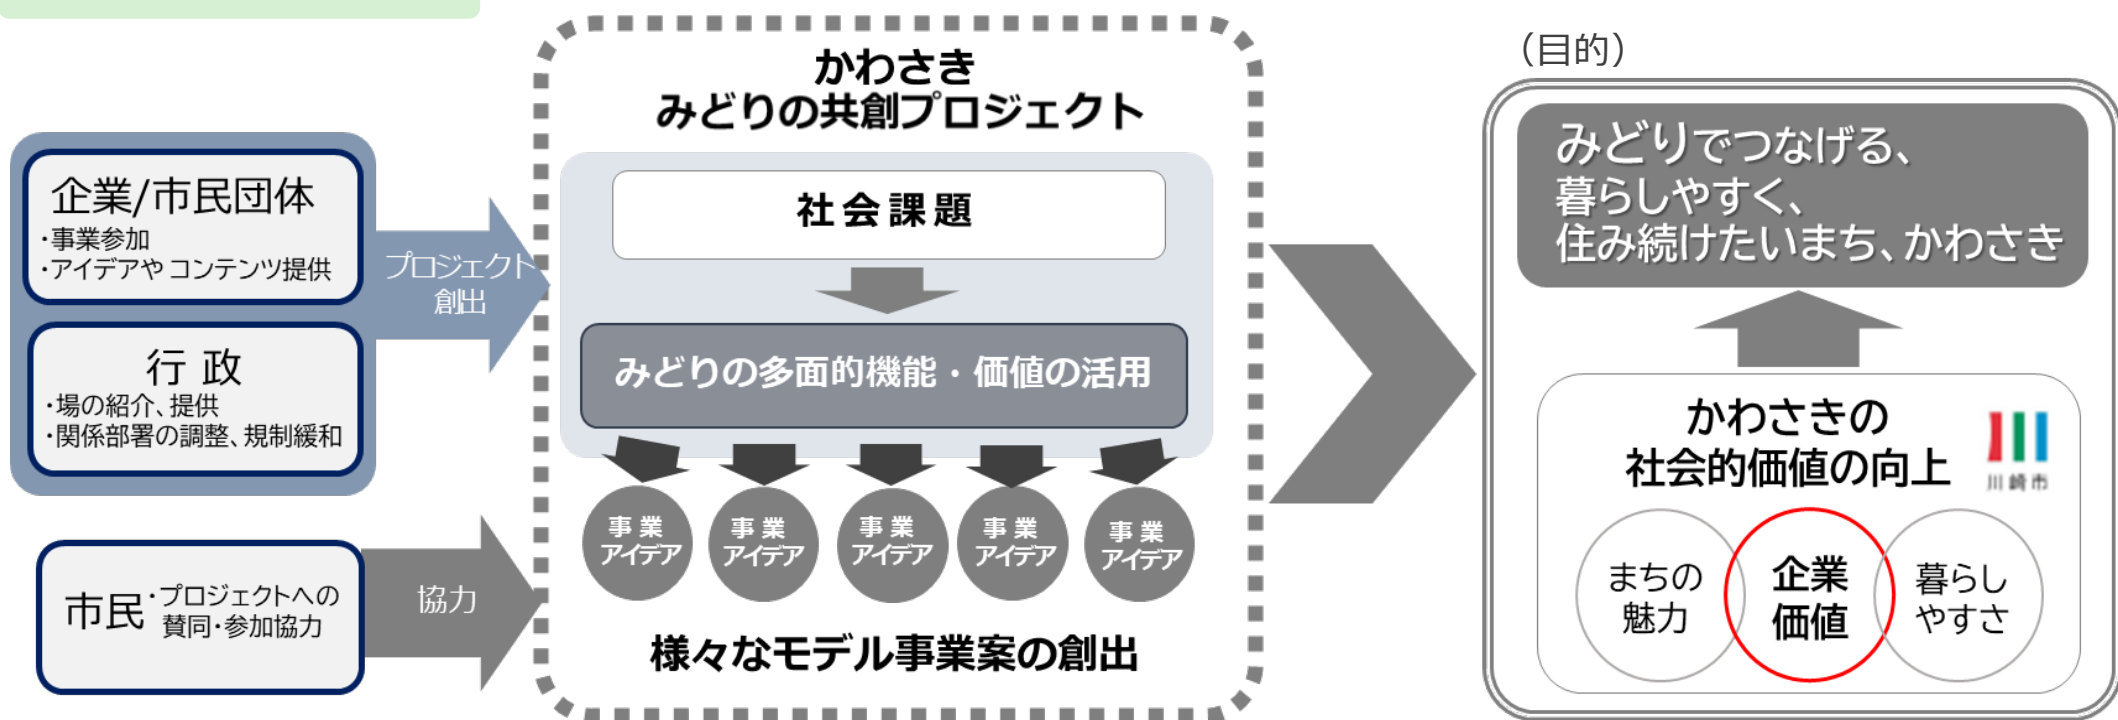 企業/市民団体
・事業参加
・アイデアや コンテンツ提供
行 政
・場の紹介、提供
・関係部署の調整、規制緩和
プロジェクト
創出
市民
・プロジェクトへの
賛同・参加協力
協力
かわさき
みどりの共創プロジェクト
社会課題
みどりの多面的機能・価値の活用
事業
アイデア
事業
アイデア
事業
アイデア
事業
アイデア
事業
アイデア
様々なモデル事業案の創出
（目的）
みどりでつなげる、
暮らしやすく、
住み続けたいまち、かわさき
かわさきの
社会的価値の向上
川崎市
まちの
魅力
企業
価値
暮らし
やすさ